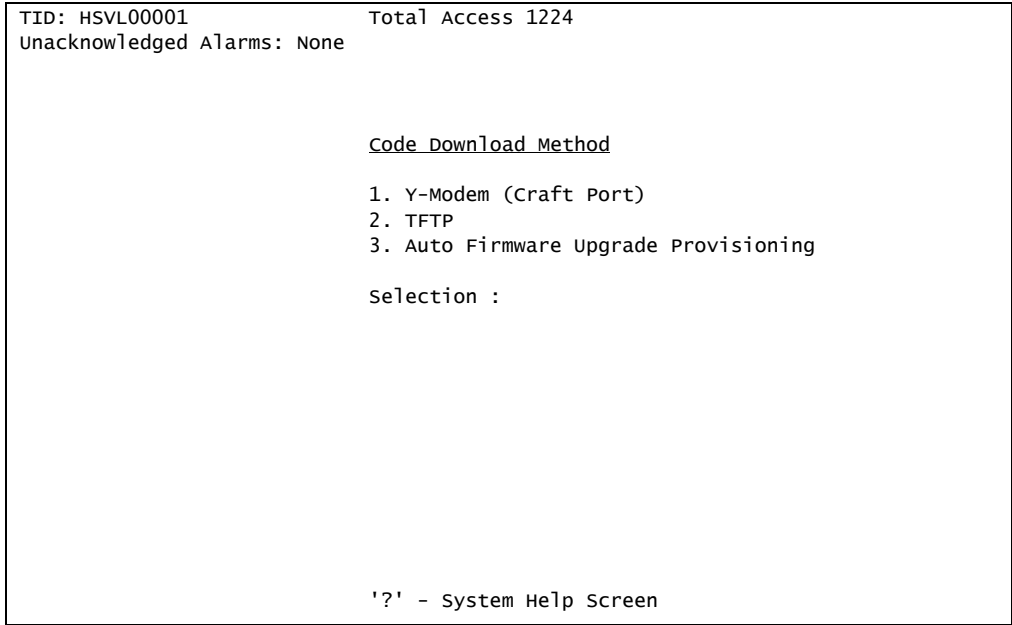 TID: HSVL00001 Total Access 1224
Unacknowledged Alarms: None
Code Download Method
1. Y-Modem (Craft Port)
2. TFTP
3. Auto Firmware Upgrade Provisioning
Selection :
'?' - System Help Screen